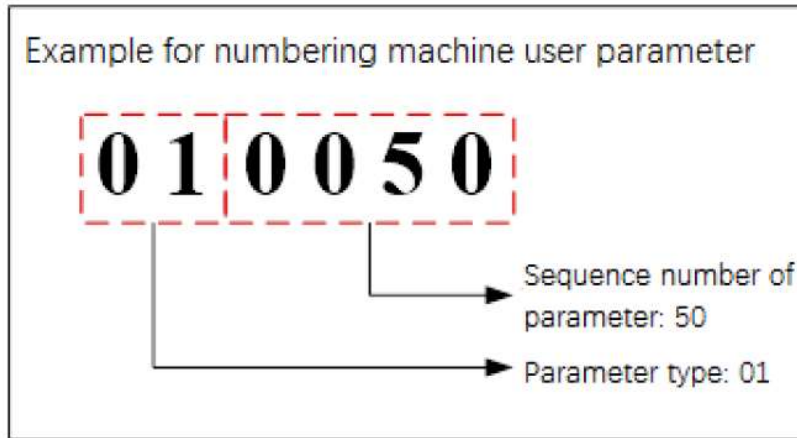 Example for numbering machine user parameter
0 1 0 0 5 0
Sequence number of
parameter: 50
Parameter type: 01